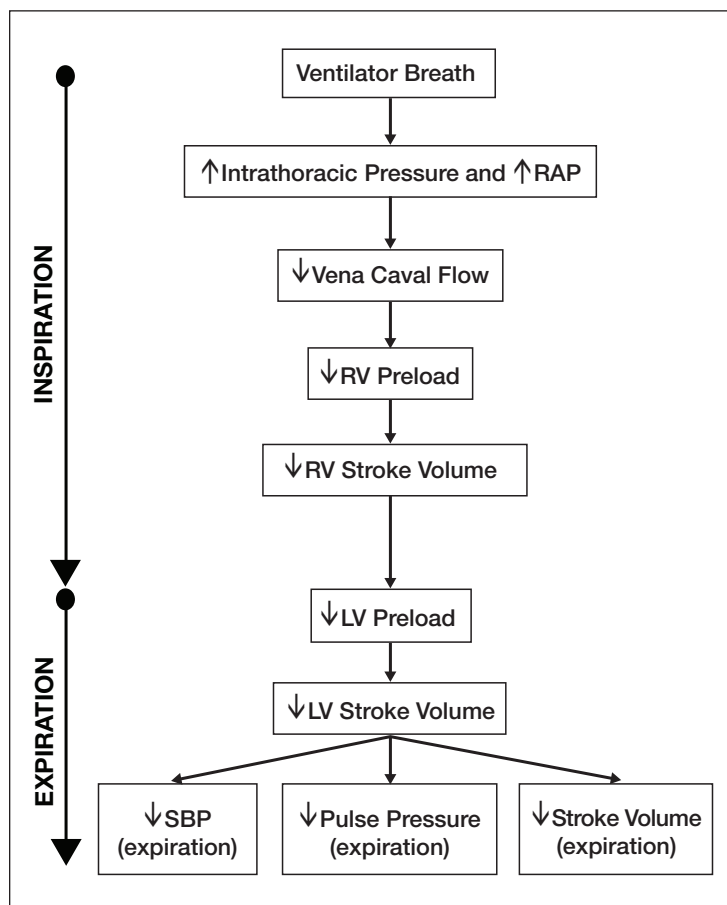 Ventilator Breath
↑Intrathoracic Pressure and ↑RAP
↓Vena Caval Flow
↓RV Preload
↓RV Stroke Volume
INSPIRATION
↓LV Preload
↓LV Stroke Volume
EXPIRATION
↓SBP
(expiration)
↓Pulse Pressure
(expiration)
↓Stroke Volume
(expiration)